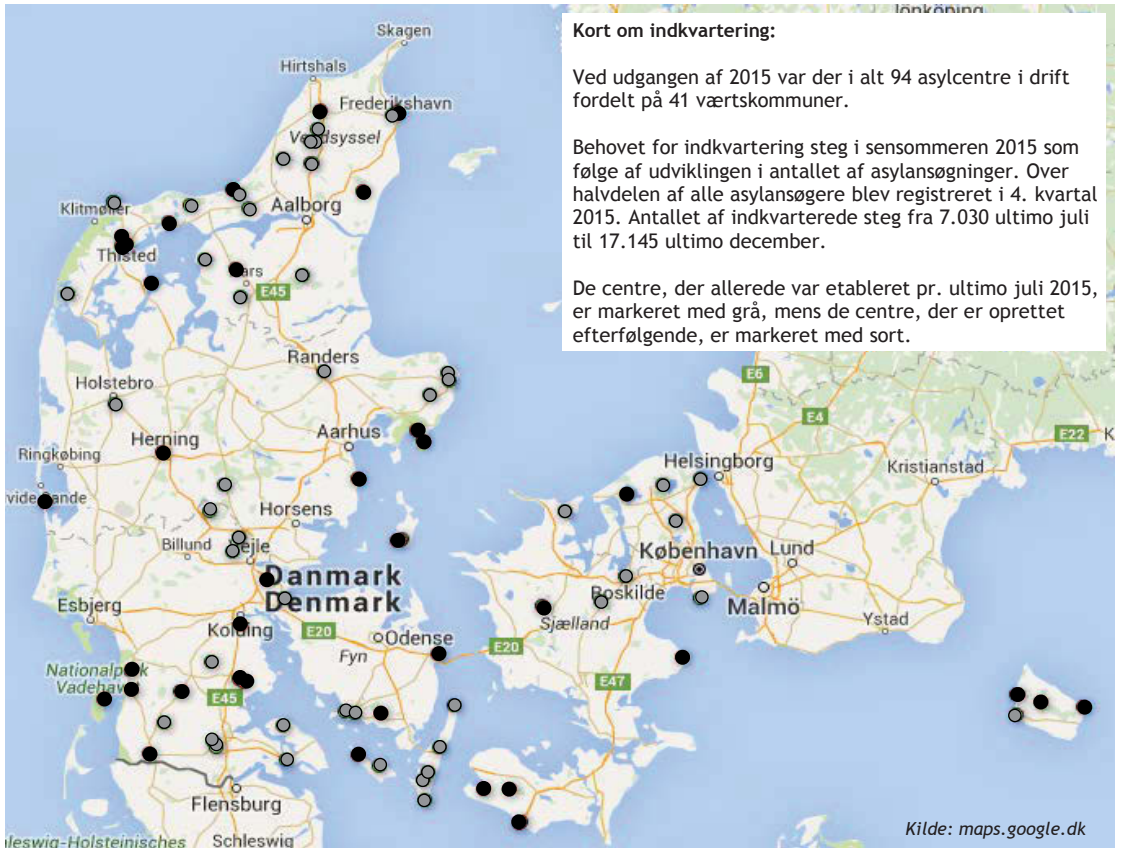 Kort om indkvartering:
Ved udgangen af 2015 var der i alt 94 asylcentre i drift
fordelt på 41 værtskommuner.
Behovet for indkvartering steg i sensommeren 2015 som
følge af udviklingen i antallet af asylansøgninger. Over
halvdelen af alle asylansøgere blev registreret i 4. kvartal
2015. Antallet af indkvarterede steg fra 7.030 ultimo juli
til 17.145 ultimo december.
De centre, der allerede var etableret pr. ultimo juli 2015,
er markeret med grå, mens de centre, der er oprettet
efterfølgende, er markeret med sort.
Skagen
Hirtshals
Frederikshavn
Klitmøller
Aalborg
Thisted
E45
Randers
Holstebro
E6
E4
Herning
Aarhus
E22
Ringkøbing
Helsingborg
Kristianstad
Horsens
Billund
København
Lund
Danmark
Denmark
Roskilde
Malmö
Esbjerg
Kolding
Sjælland
Ystad
E20
Odense
E20
Fyn
E47
E45
Flensburg
Schleswig
Kilde: maps.google.dk